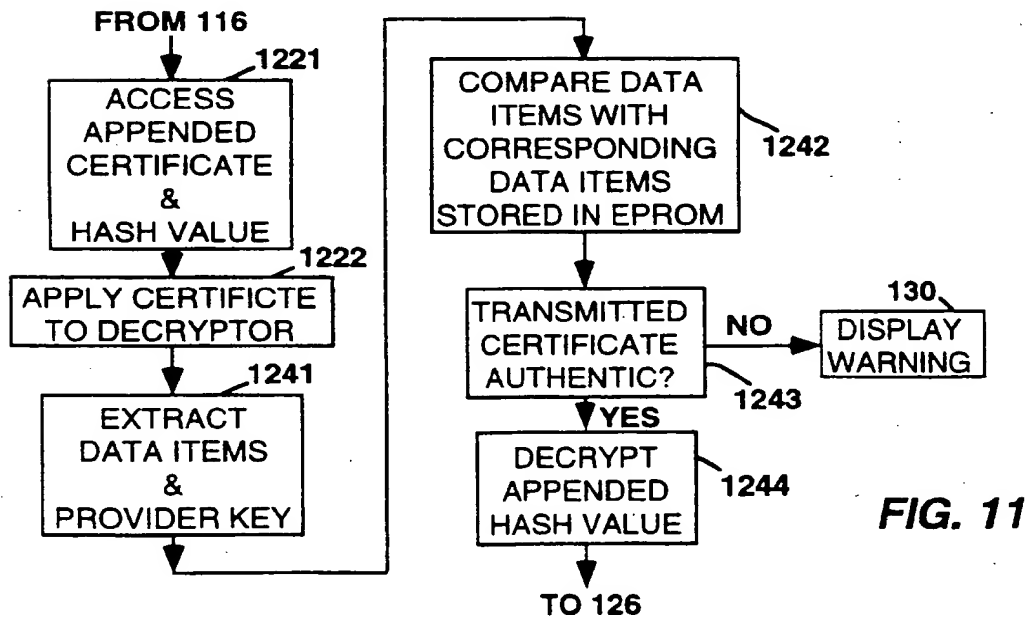 FROM 116
1221
ACCESS
APPENDED
CERTIFICATE
&
HASH VALUE
1222
APPLY CERTIFICTE
TO DECRYPTOR
1241
EXTRACT
DATA ITEMS
&
PROVIDER KEY
COMPARE DATA
ITEMS WITH
CORRESPONDING
DATA ITEMS
STORED IN EPROM
1242
TRANSMITTED
CERTIFICATE
AUTHENTIC?
1243
NO
130
DISPLAY
WARNING
YES
DECRYPT
APPENDED
HASH VALUE
1244
TO 126
FIG. 11